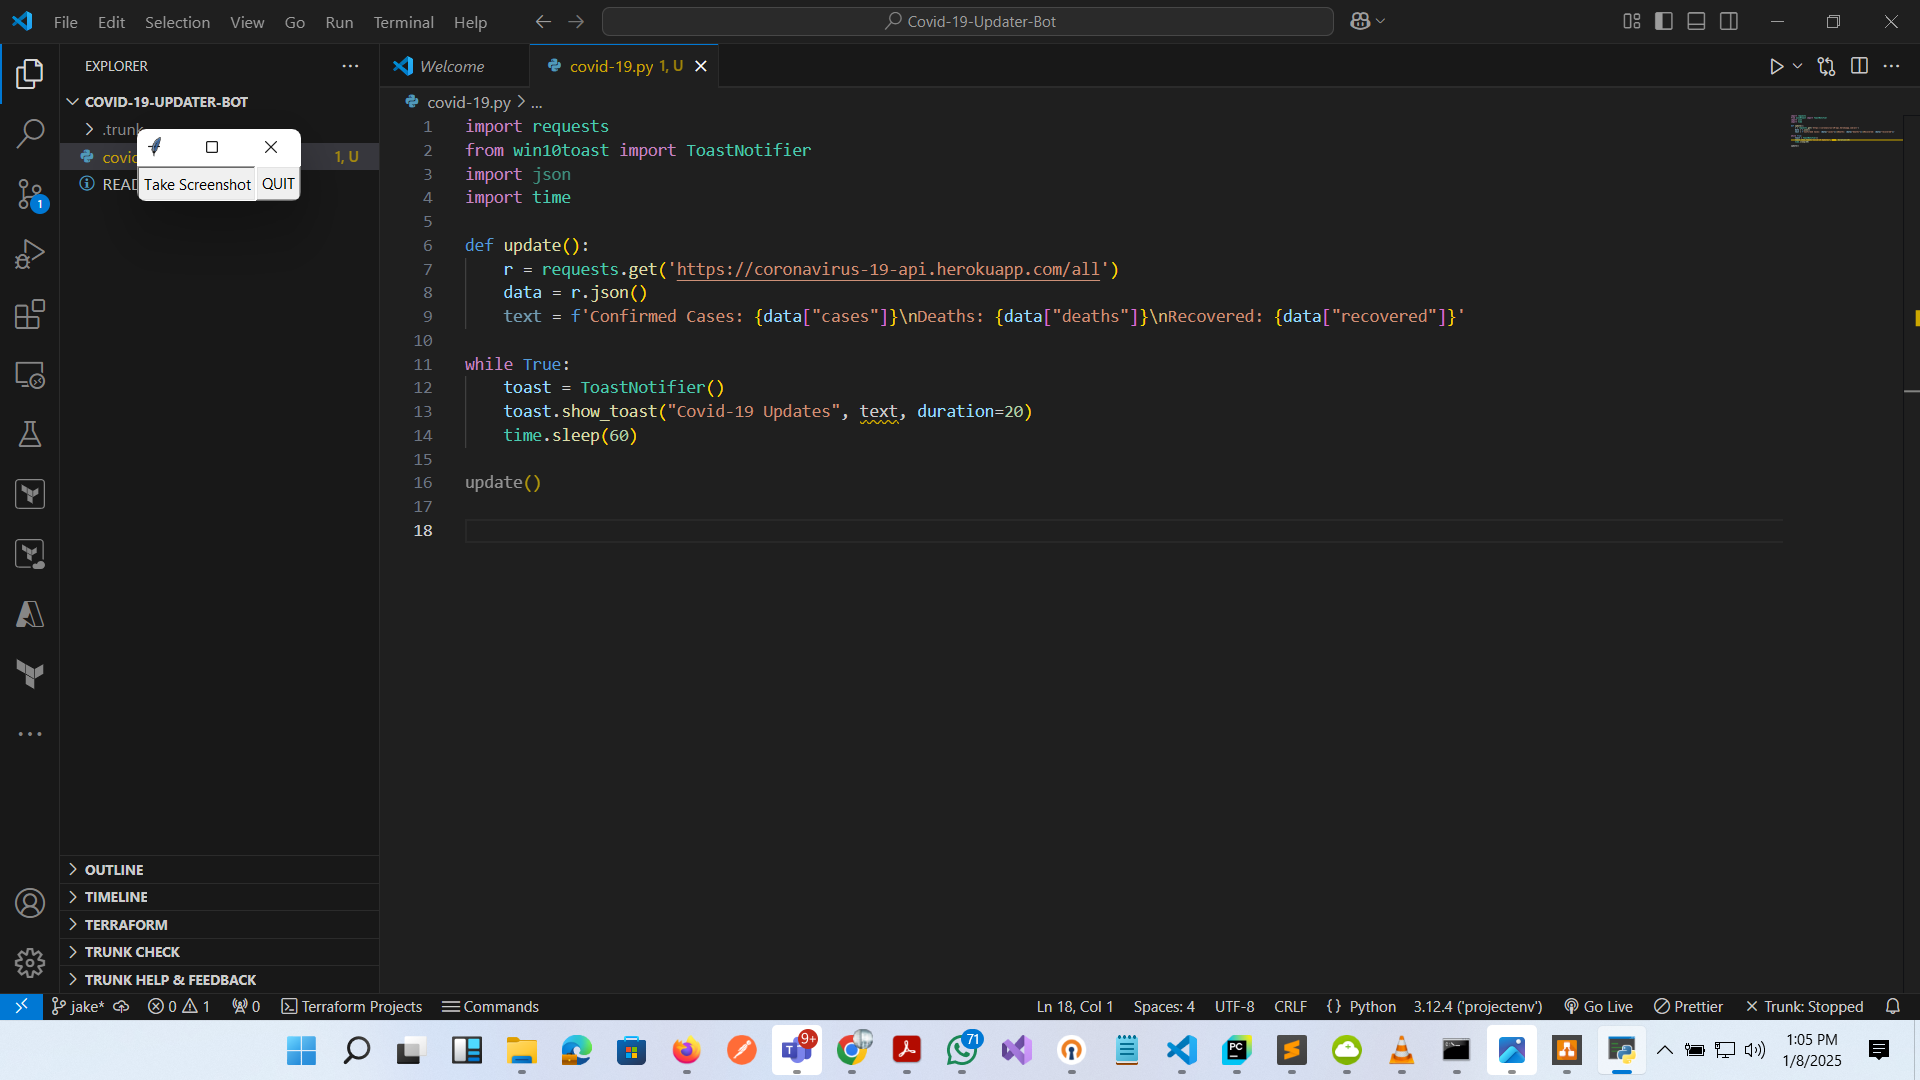 File Edit Selection View Go Run Terminal Help
Covid-19-Updater-Bot
EXPLORER
COVID-19-UPDATER-BOT
.trunk
covid
1, U
READ
Take Screenshot QUIT
1
Welcome
covid-19.py 1, U
covid-19.py > ...
1 import requests
2 from win10toast import ToastNotifier
3 import json
4 import time
5
6 def update():
7 r = requests.get('https://coronavirus-19-api.herokuapp.com/all')
8 data = r.json()
9 text = f'Confirmed Cases: {data["cases"]}\nDeaths: {data["deaths"]}\nRecovered: {data["recovered"]}'
10
11 while True:
12 toast = ToastNotifier()
13 toast.show_toast("Covid-19 Updates", text, duration=20)
14 time.sleep(60)
15
16 update()
17
18
OUTLINE
TIMELINE
TERRAFORM
TRUNK CHECK
TRUNK HELP & FEEDBACK
jake* 0 1 0 Terraform Projects Commands Ln 18, Col 1 Spaces: 4 UTF-8 CRLF {} Python 3.12.4 ('projectenv') Go Live Prettier Trunk: Stopped
9+
71
PC
1:05 PM
1/8/2025